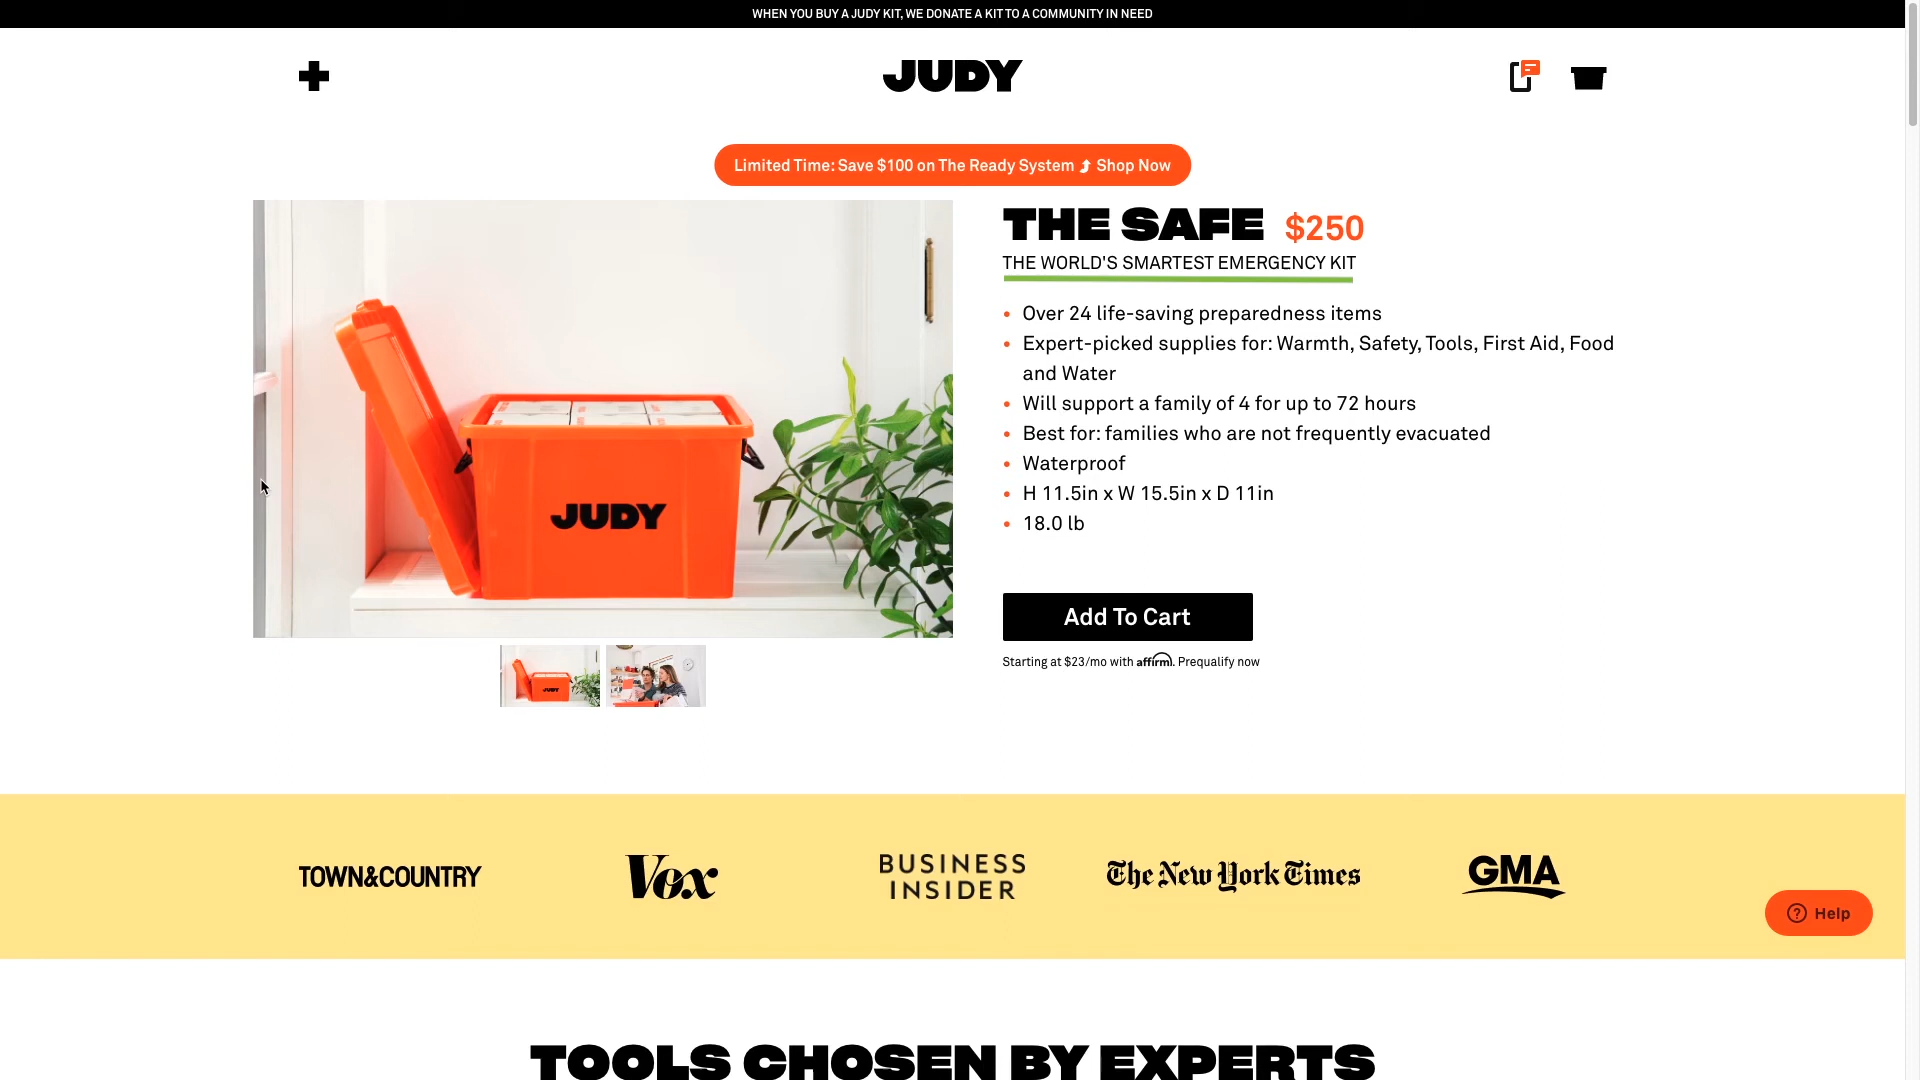 WHEN YOU BUY A JUDY KIT, WE DONATE A KIT TO A COMMUNITY IN NEED
JUDY
Limited Time: Save $100 on The Ready System ⤴ Shop Now
THE SAFE $250
THE WORLD'S SMARTEST EMERGENCY KIT
• Over 24 life-saving preparedness items
• Expert-picked supplies for: Warmth, Safety, Tools, First Aid, Food
and Water
• Will support a family of 4 for up to 72 hours
• Best for: families who are not frequently evacuated
• Waterproof
• H 11.5in x W 15.5in x D 11in
• 18.0 lb
JUDY
Add To Cart
Starting at $23/mo with affirm. Prequalify now
JUDY
TOWN&COUNTRY
Vox
BUSINESS
INSIDER
The New York Times
GMA
Help
TOOLS CHOSEN BY EXPERTS